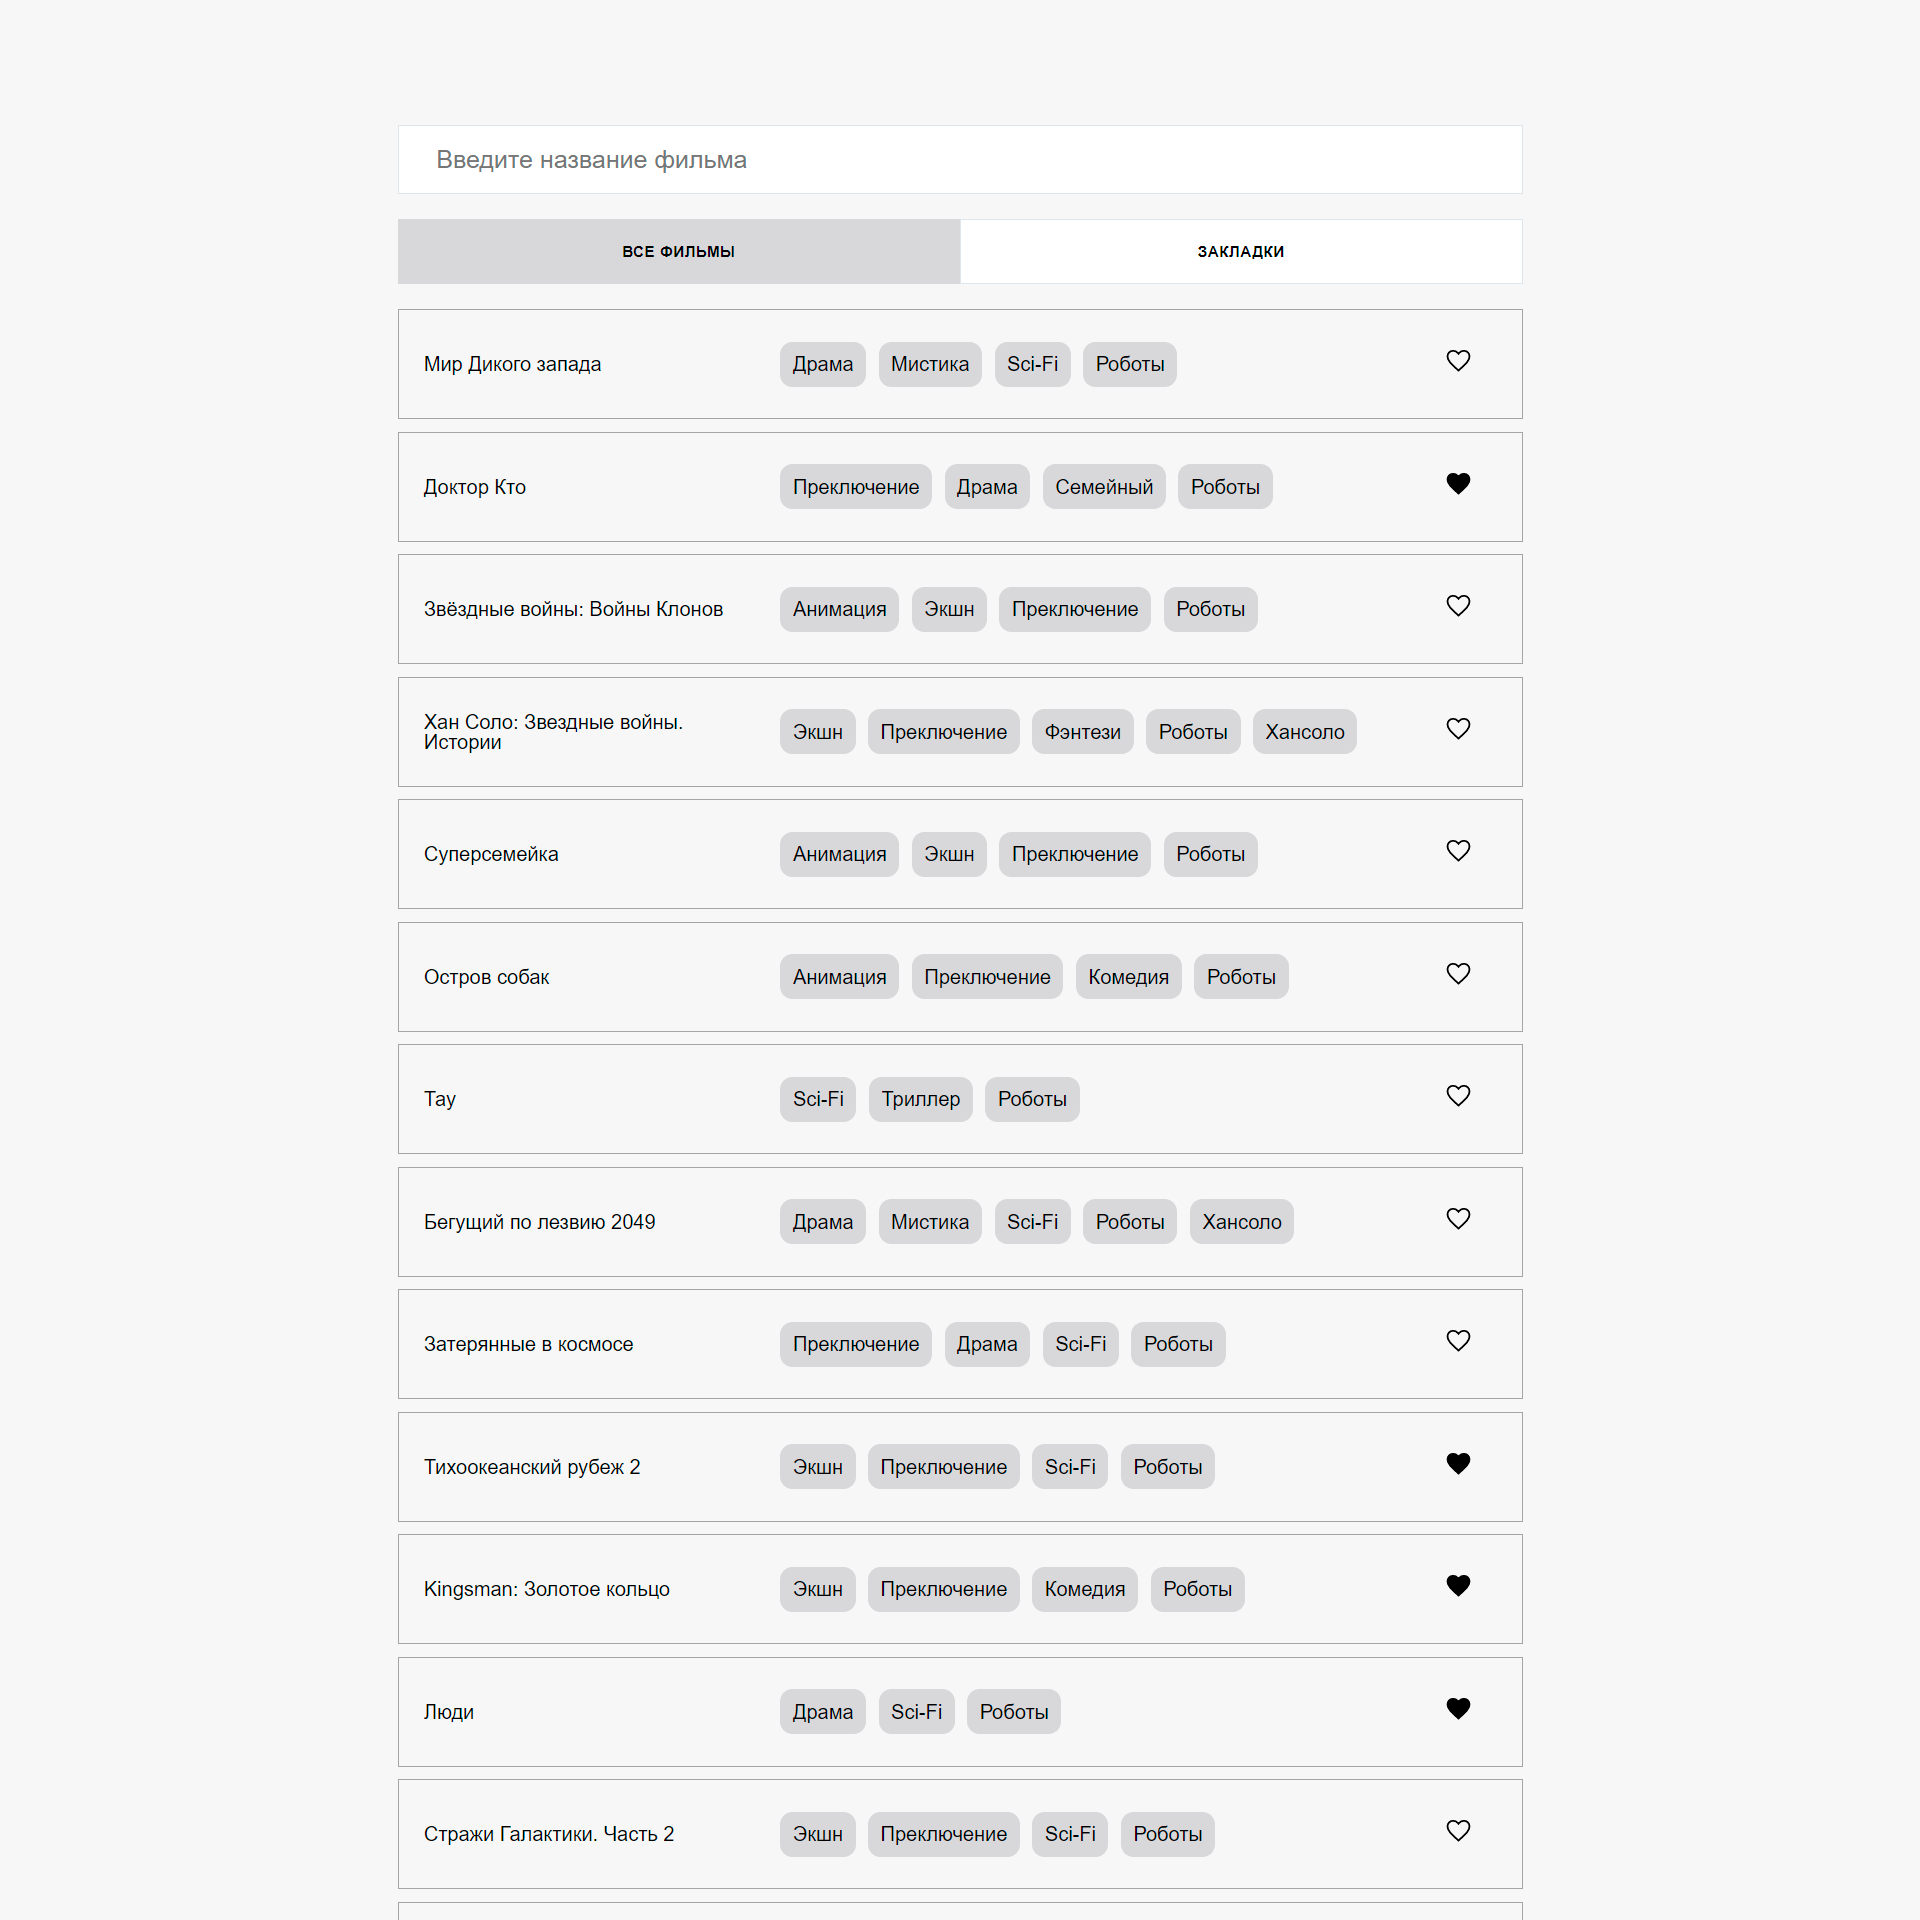 Введите название фильма
ВСЕ ФИЛЬМЫ ЗАКЛАДКИ
Мир Дикого запада Драма Мистика Sci-Fi Роботы
Доктор Кто Преключение Драма Семейный Роботы
Звёздные войны: Войны Клонов Анимация Экшн Преключение Роботы
Хан Соло: Звездные войны.
Истории Экшн Преключение Фэнтези Роботы Хансоло
Суперсемейка Анимация Экшн Преключение Роботы
Остров собак Анимация Преключение Комедия Роботы
Тау Sci-Fi Триллер Роботы
Бегущий по лезвию 2049 Драма Мистика Sci-Fi Роботы Хансоло
Затерянные в космосе Преключение Драма Sci-Fi Роботы
Тихоокеанский рубеж 2 Экшн Преключение Sci-Fi Роботы
Kingsman: Золотое кольцо Экшн Преключение Комедия Роботы
Люди Драма Sci-Fi Роботы
Стражи Галактики. Часть 2 Экшн Преключение Sci-Fi Роботы